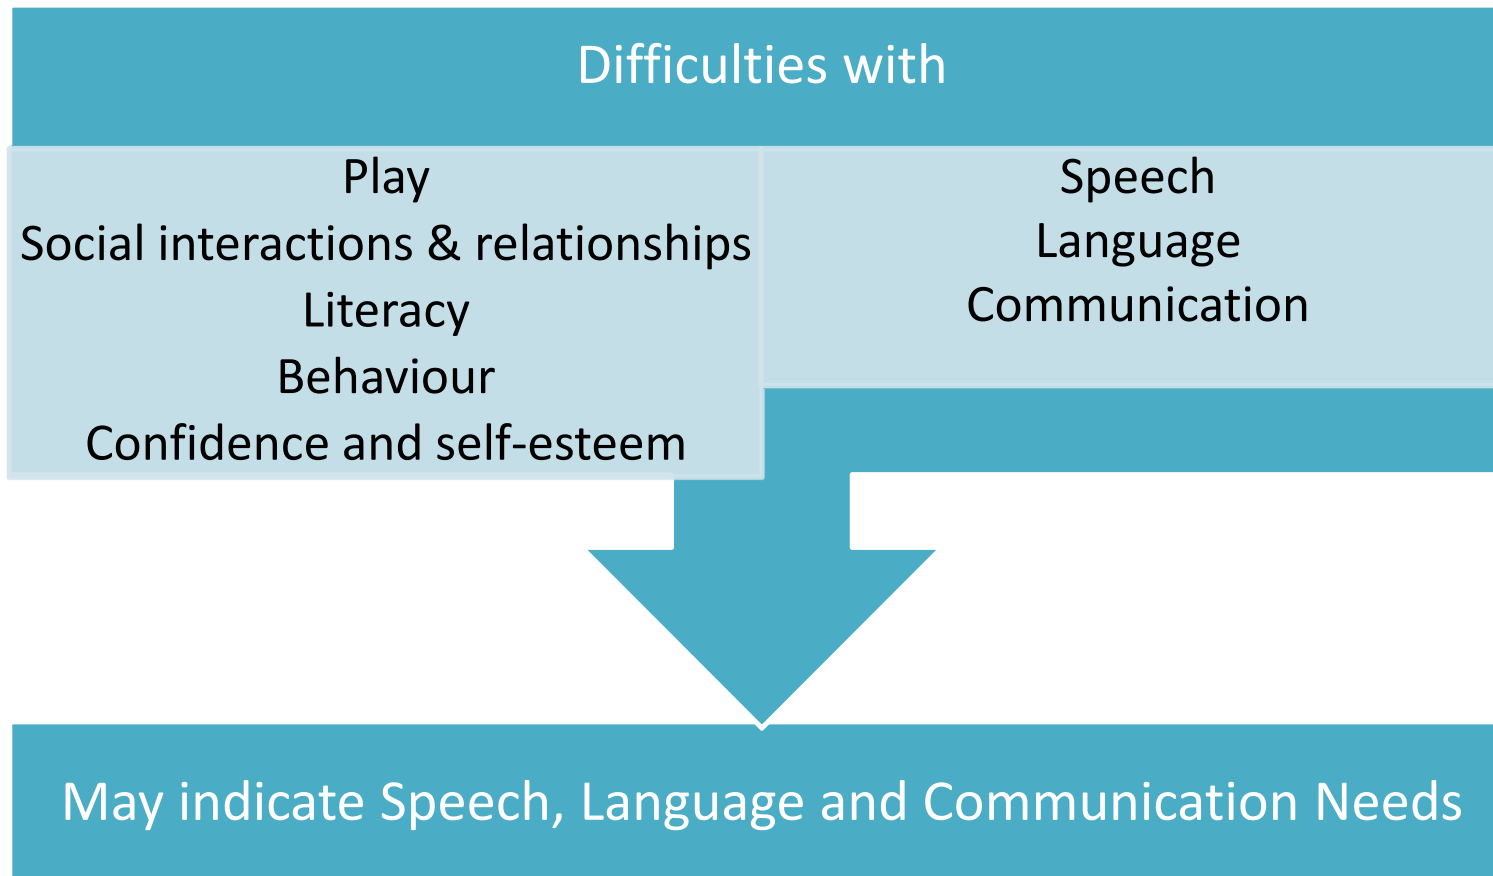 Difficulties with
Play
Social interactions & relationships
Literacy
Behaviour
Confidence and self-esteem
Speech
Language
Communication
May indicate Speech, Language and Communication Needs